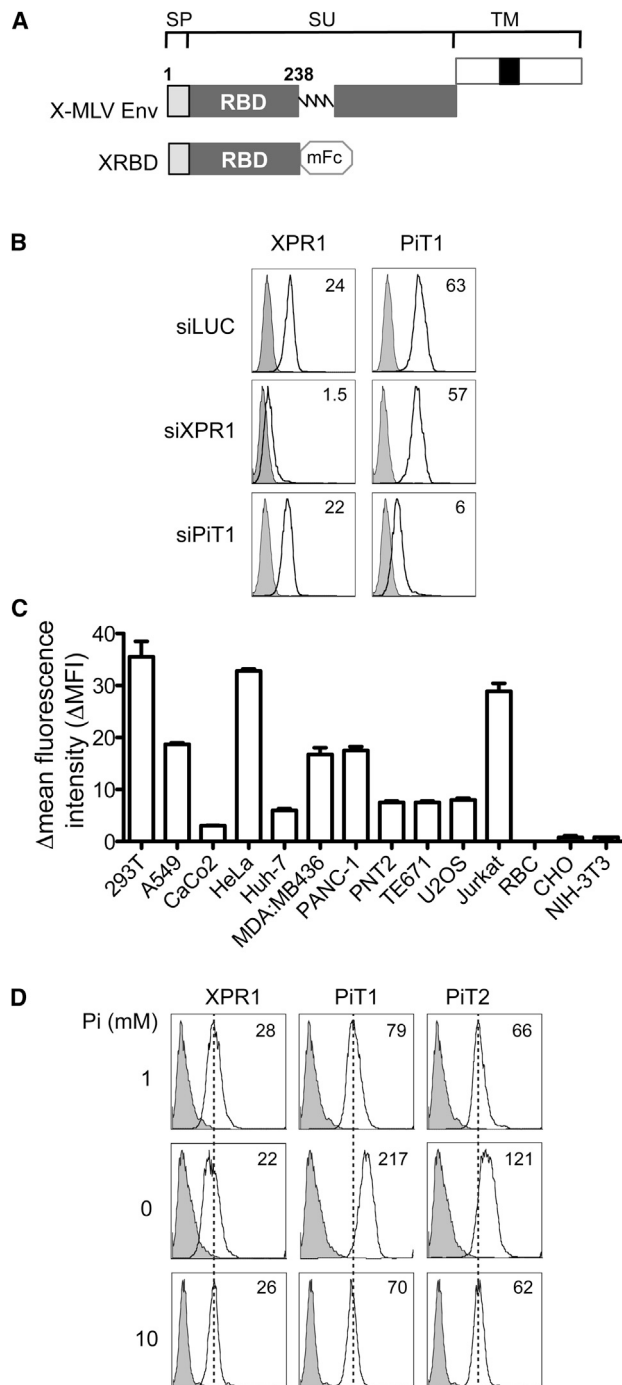 A
SP SU TM
1 238
X-MLV Env RBD
XRBD RBD mFc
B
XPR1 PiT1
siLUC 24 63
siXPR1 1.5 57
siPiT1 22 6
C
Δmean fluorescence
intensity (ΔMFI)
40
30
20
10
0
293T A549 CaCo2 HeLa Huh-7 MDA:MB436 PANC-1 PNT2 TE671 U2OS Jurkat RBC CHO NIH-3T3
D
XPR1 PiT1 PiT2
Pi (mM)
1 28 79 66
0 22 217 121
10 26 70 62